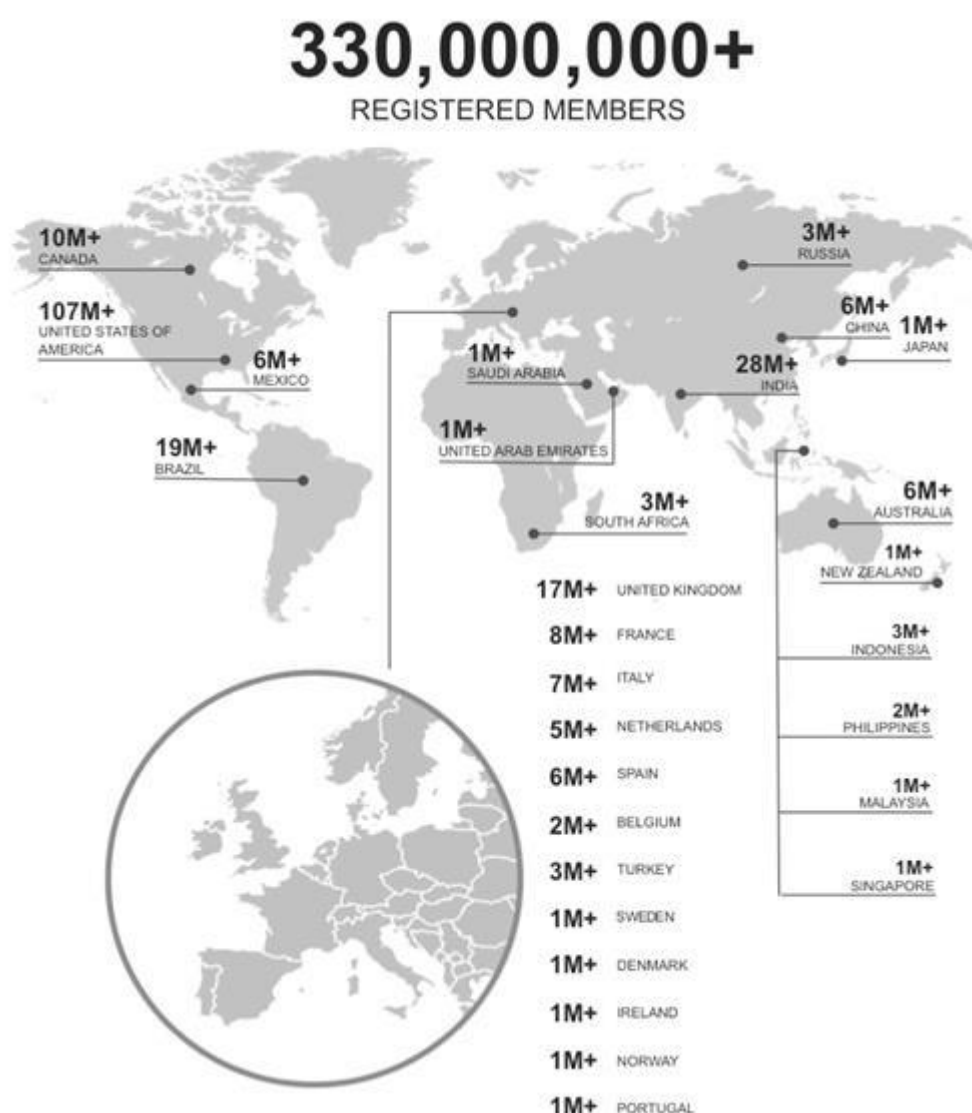 330,000,000+
REGISTERED MEMBERS
10M+
CANADA
107M+
UNITED STATES OF
AMERICA
6M+
MEXICO
19M+
BRAZIL
3M+
RUSSIA
6M+
CHINA
1M+
JAPAN
28M+
INDIA
1M+
SAUDI ARABIA
1M+
UNITED ARAB EMIRATES
3M+
SOUTH AFRICA
6M+
AUSTRALIA
1M+
NEW ZEALAND
3M+
INDONESIA
2M+
PHILIPPINES
1M+
MALAYSIA
1M+
SINGAPORE
17M+ UNITED KINGDOM
8M+ FRANCE
7M+ ITALY
5M+ NETHERLANDS
6M+ SPAIN
2M+ BELGIUM
3M+ TURKEY
1M+ SWEDEN
1M+ DENMARK
1M+ IRELAND
1M+ NORWAY
1M+ PORTUGAL